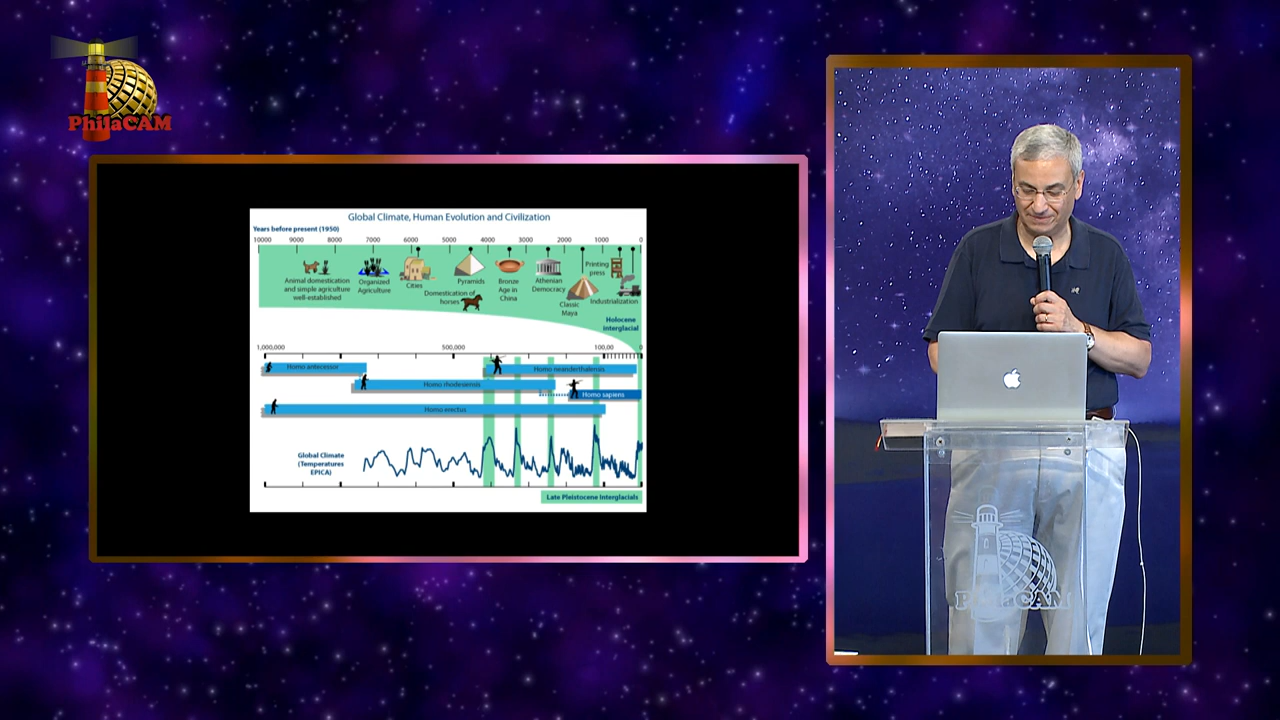 PhilaCAM
Global Climate, Human Evolution and Civilization
Years before present (1950)
10000 9000 8000 7000 6000 5000 4000 3000 2000 1000 0
Animal domestication
and simple agriculture
well-established
Organized
Agriculture
Cities
Domestication of
horses
Pyramids
Bronze
Age in
China
Athenian
Democracy
Classic
Maya
Printing
press
Industrialization
Holocene
interglacial
1,000,000 500,000 100,00 0
Homo antecessor
Homo neanderthalensis
Homo rhodesiensis
Homo sapiens
Homo erectus
Global Climate
(Temperatures
EPICA)
Late Pleistocene Interglacials
PhilaCAM